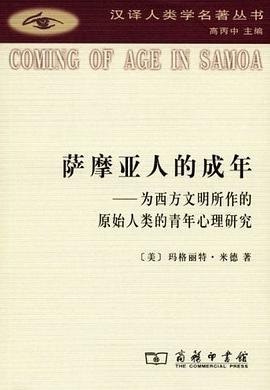 汉译人类学名著丛书
高丙中 主编
COMING OF AGE IN SAMOA
萨摩亚人的成年
——为西方文明所作的
原始人类的青年心理研究
〔美〕玛格丽特·米德 著
商务印书馆